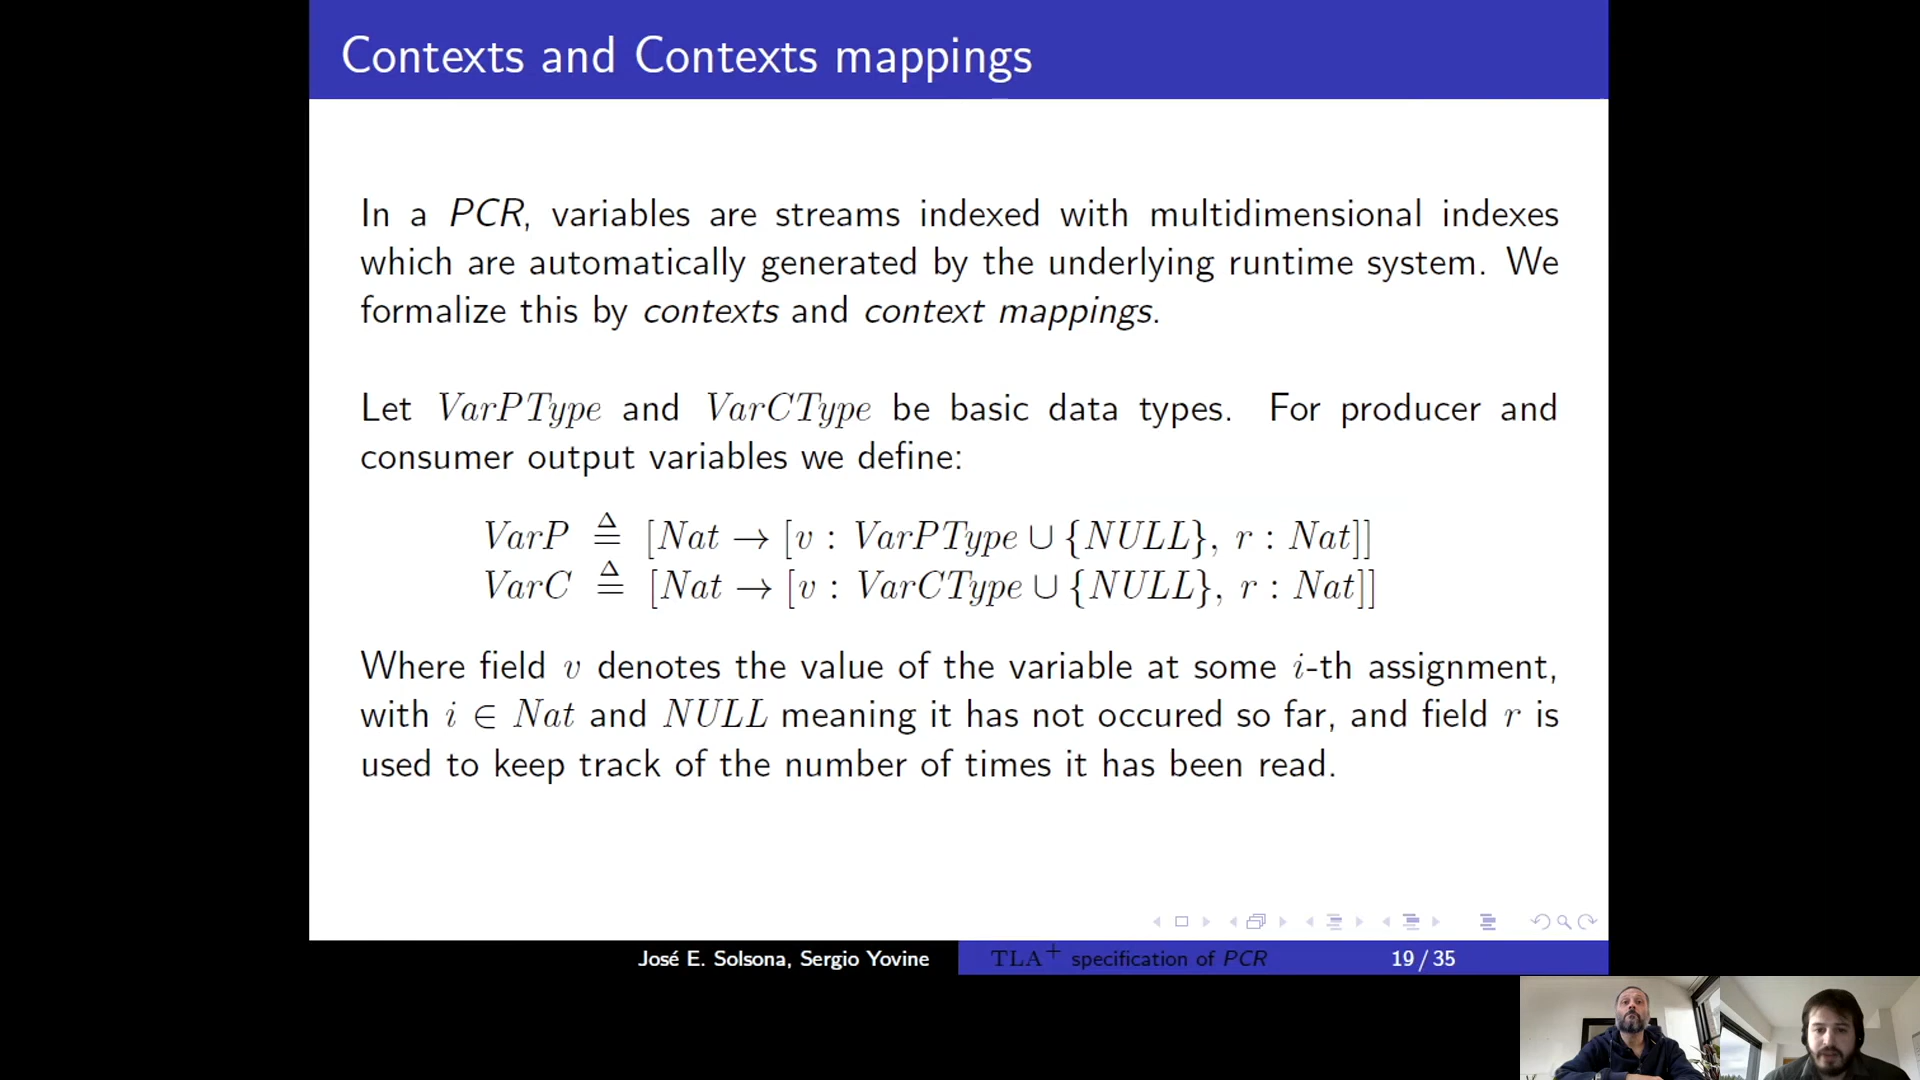 Contexts and Contexts mappings
In a PCR, variables are streams indexed with multidimensional indexes
which are automatically generated by the underlying runtime system. We
formalize this by contexts and context mappings.
Let VarPType and VarCType be basic data types. For producer and
consumer output variables we define:
VarP ≜ [Nat → [v : VarPType ∪ {NULL}, r : Nat]]
VarC ≜ [Nat → [v : VarCType ∪ {NULL}, r : Nat]]
Where field v denotes the value of the variable at some i-th assignment,
with i ∈ Nat and NULL meaning it has not occured so far, and field r is
used to keep track of the number of times it has been read.
José E. Solsona, Sergio Yovine
TLA⁺ specification of PCR
19 / 35